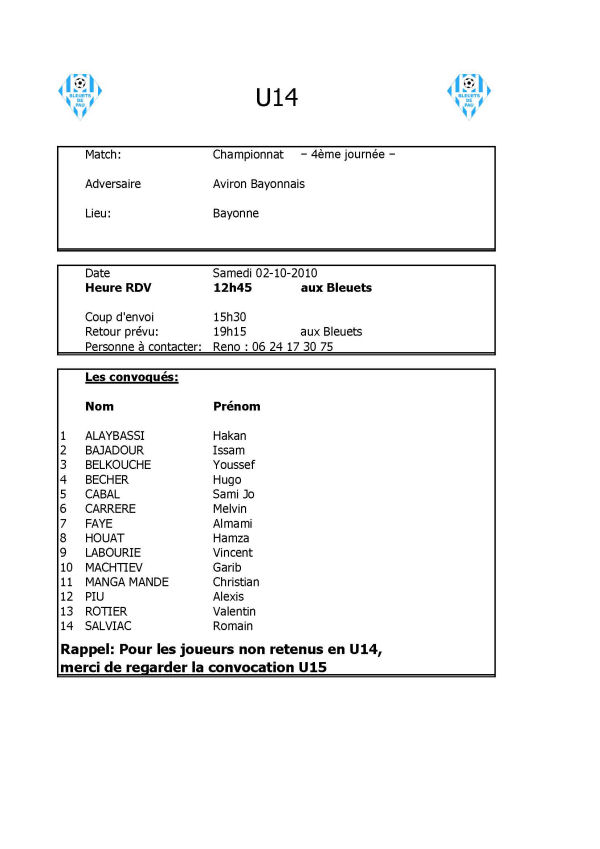 BLEUETS
DE
PAU
U14
BLEUETS
DE
PAU
Match: Championnat – 4ème journée –
Adversaire Aviron Bayonnais
Lieu: Bayonne
Date Samedi 02-10-2010
Heure RDV 12h45 aux Bleuets
Coup d'envoi 15h30
Retour prévu: 19h15 aux Bleuets
Personne à contacter: Reno : 06 24 17 30 75
Les convoqués:
Nom Prénom
1 ALAYBASSI Hakan
2 BAJADOUR Issam
3 BELKOUCHE Youssef
4 BECHER Hugo
5 CABAL Sami Jo
6 CARRERE Melvin
7 FAYE Almami
8 HOUAT Hamza
9 LABOURIE Vincent
10 MACHTIEV Garib
11 MANGA MANDE Christian
12 PIU Alexis
13 ROTIER Valentin
14 SALVIAC Romain
Rappel: Pour les joueurs non retenus en U14,
merci de regarder la convocation U15